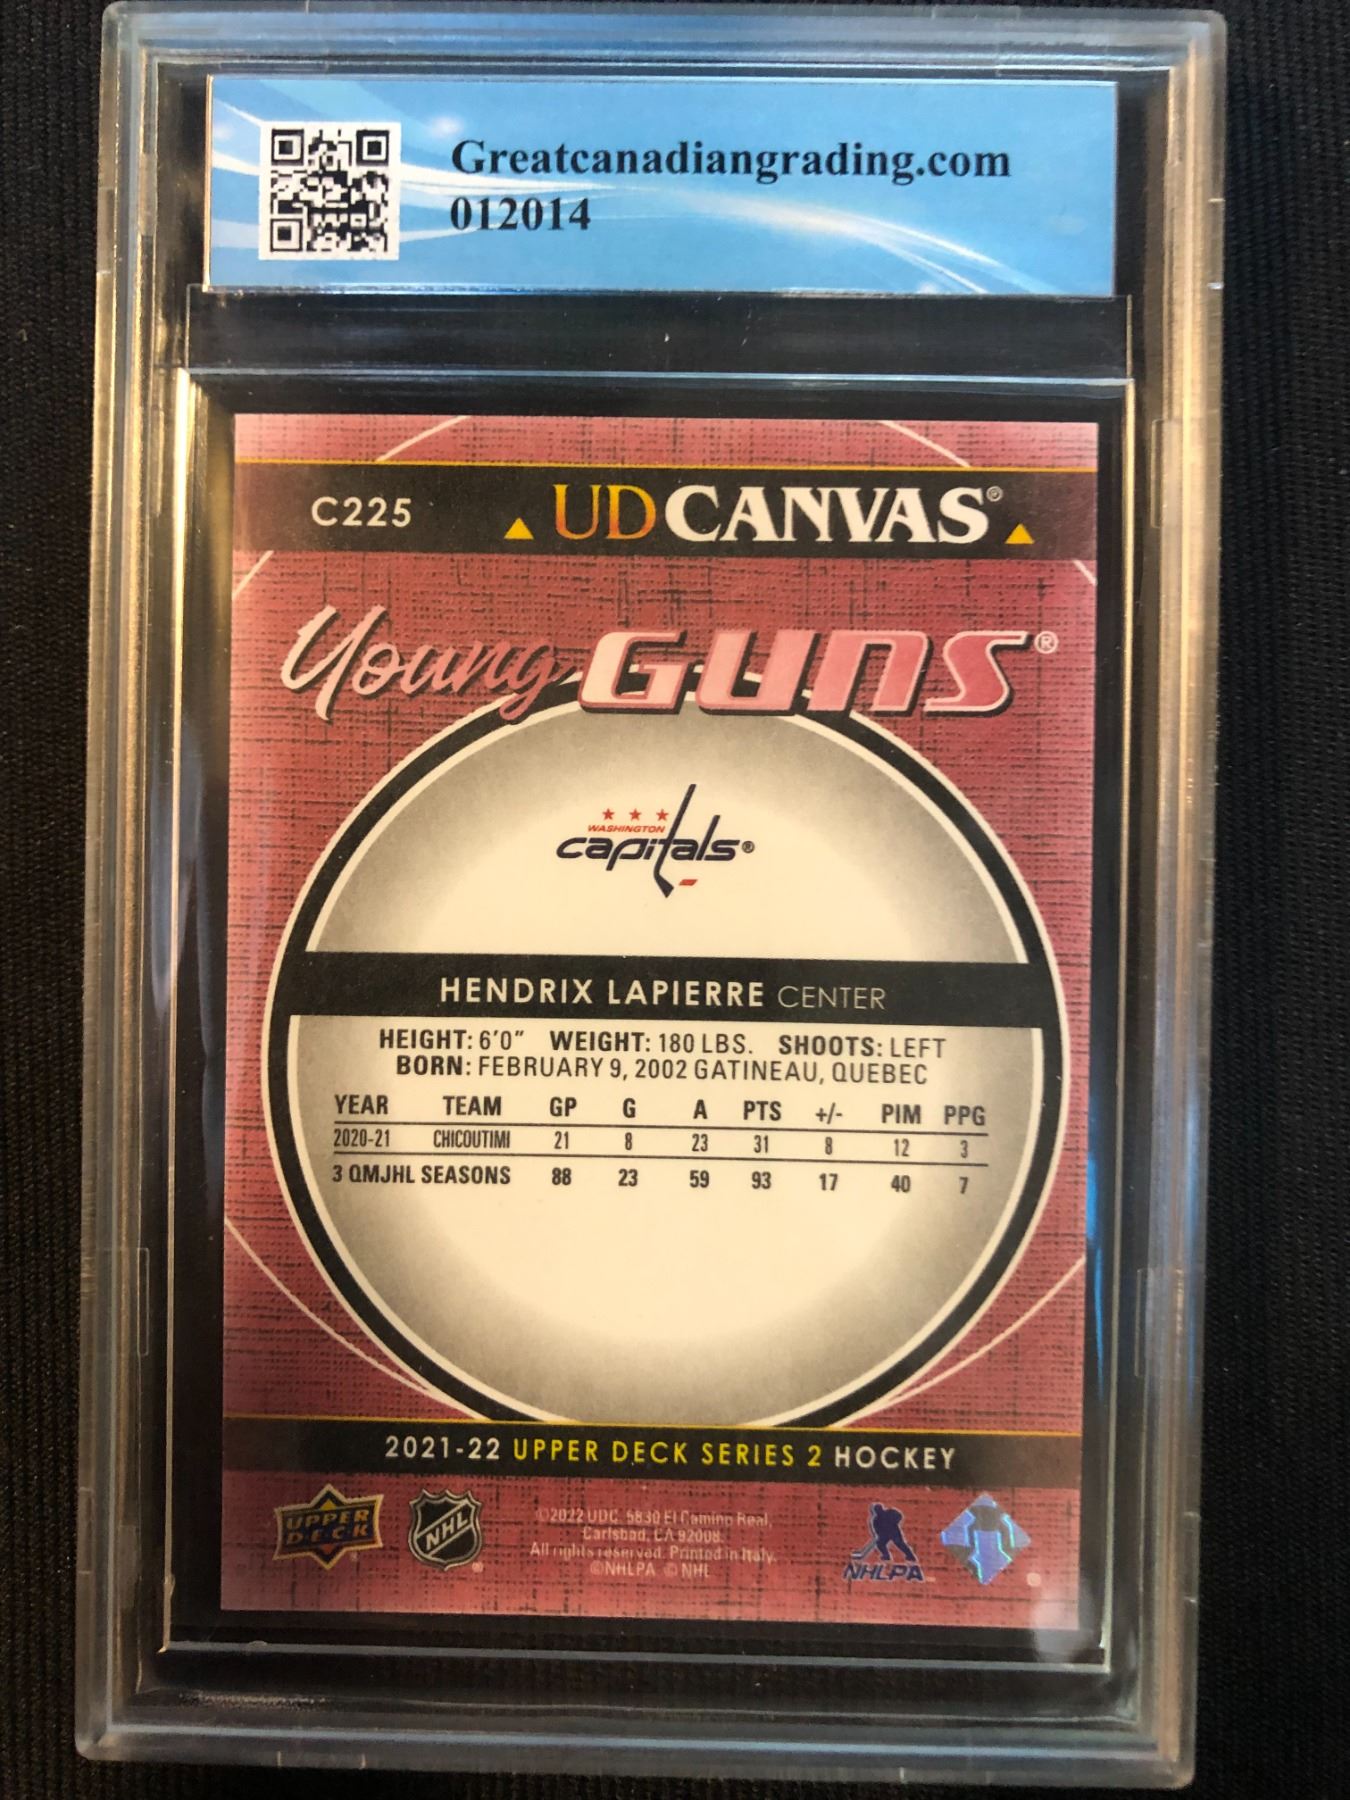 Greatcanadiangrading.com
012014
C225 UD CANVAS®
Young GUNS®
WASHINGTON
capitals®
HENDRIX LAPIERRE CENTER
HEIGHT: 6'0" WEIGHT: 180 LBS. SHOOTS: LEFT
BORN: FEBRUARY 9, 2002 GATINEAU, QUEBEC
YEAR TEAM GP G A PTS +/- PIM PPG
2020-21 CHICOUTIMI 21 8 23 31 8 12 3
3 QMJHL SEASONS 88 23 59 93 17 40 7
2021-22 UPPER DECK SERIES 2 HOCKEY
UPPER
DECK
NHL
©2022 UDC. 5830 El Camino Real,
Carlsbad, CA 92008.
All rights reserved. Printed in Italy.
©NHLPA © NHL
NHLPA